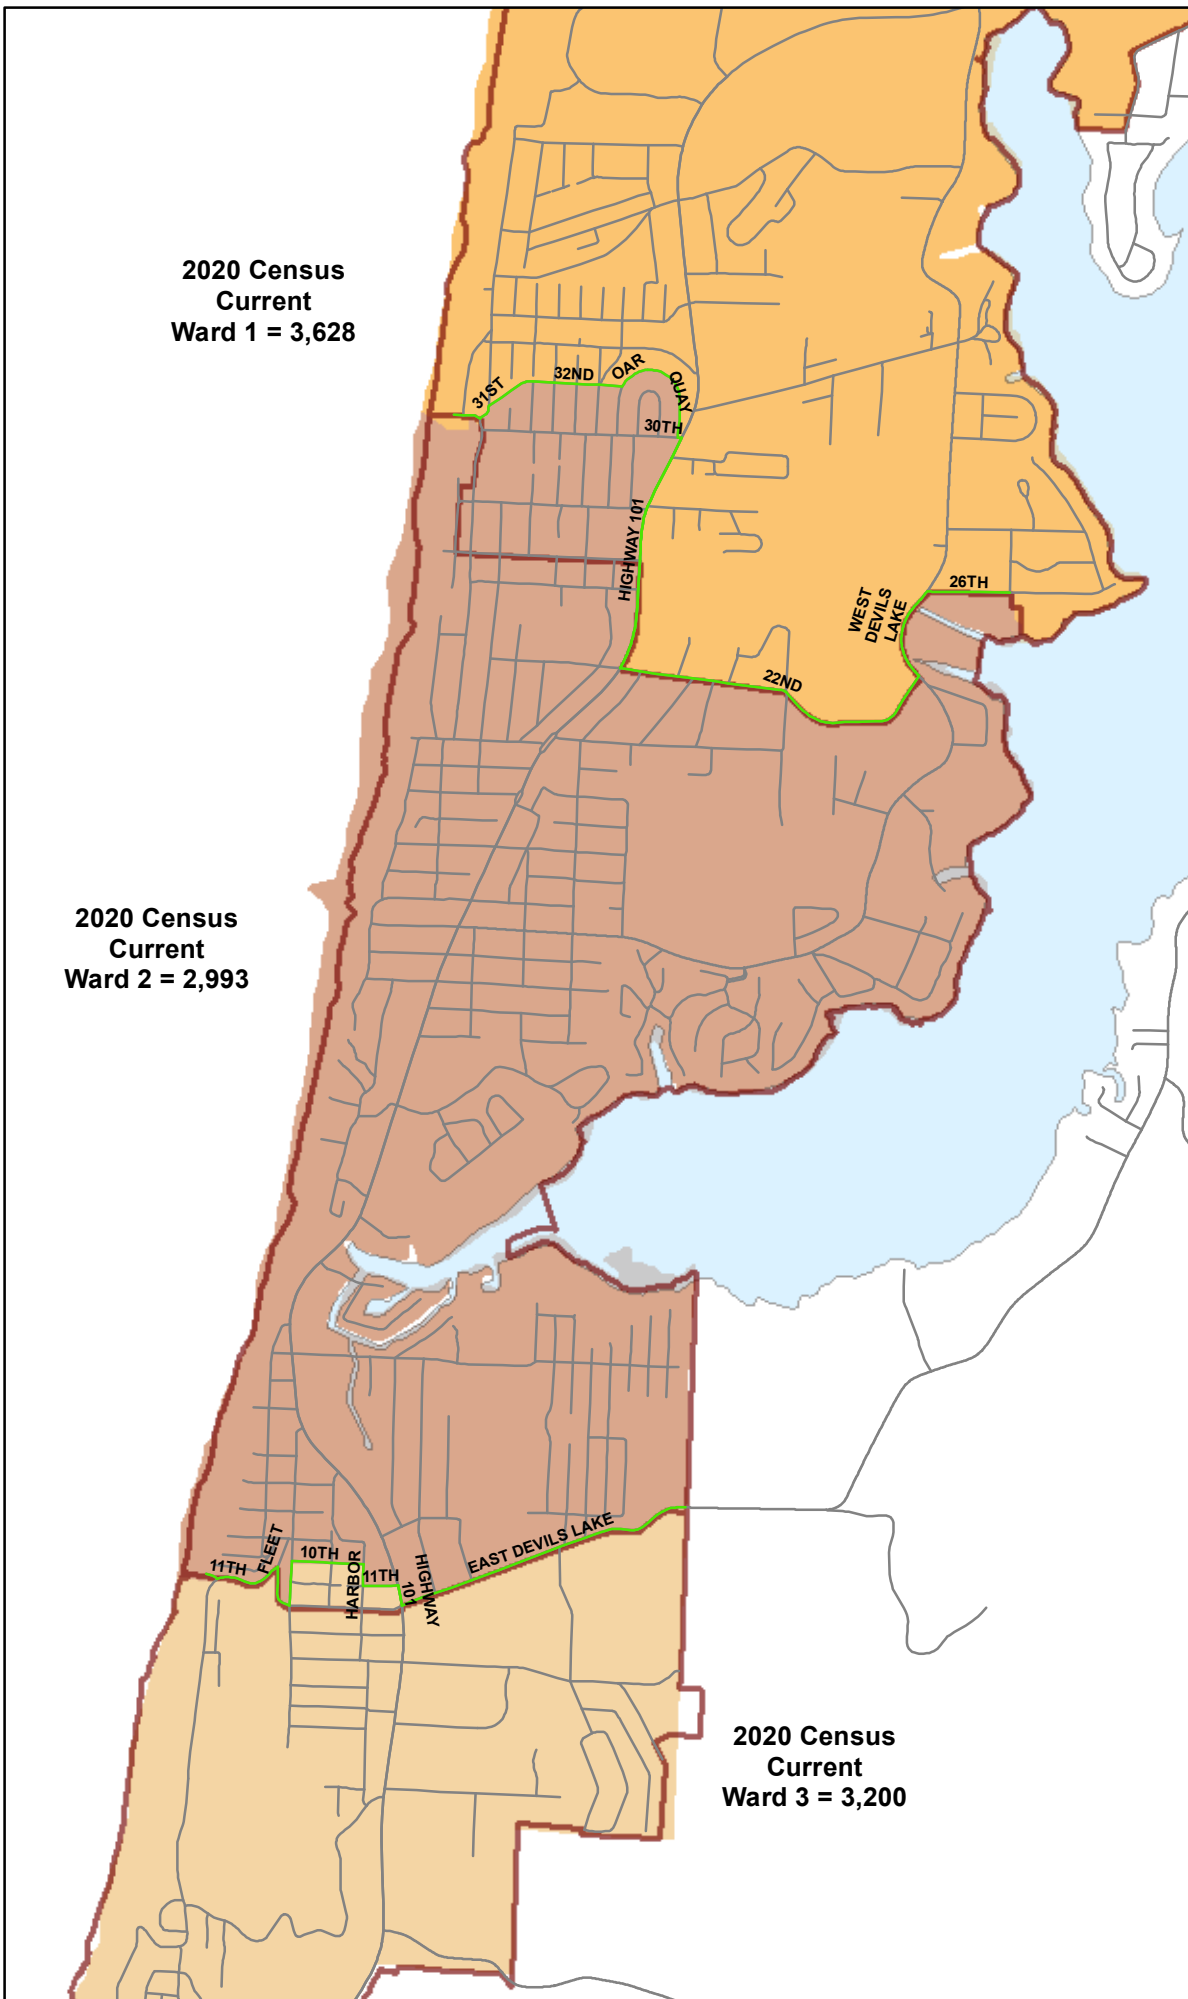 2020 Census
Current
Ward 1 = 3,628
31ST
32ND
OAR
QUAY
30TH
HIGHWAY 101
26TH
WEST
DEVILS
LAKE
22ND
2020 Census
Current
Ward 2 = 2,993
11TH
FLEET
10TH
HARBOR
11TH
HIGHWAY
101
EAST DEVILS LAKE
2020 Census
Current
Ward 3 = 3,200